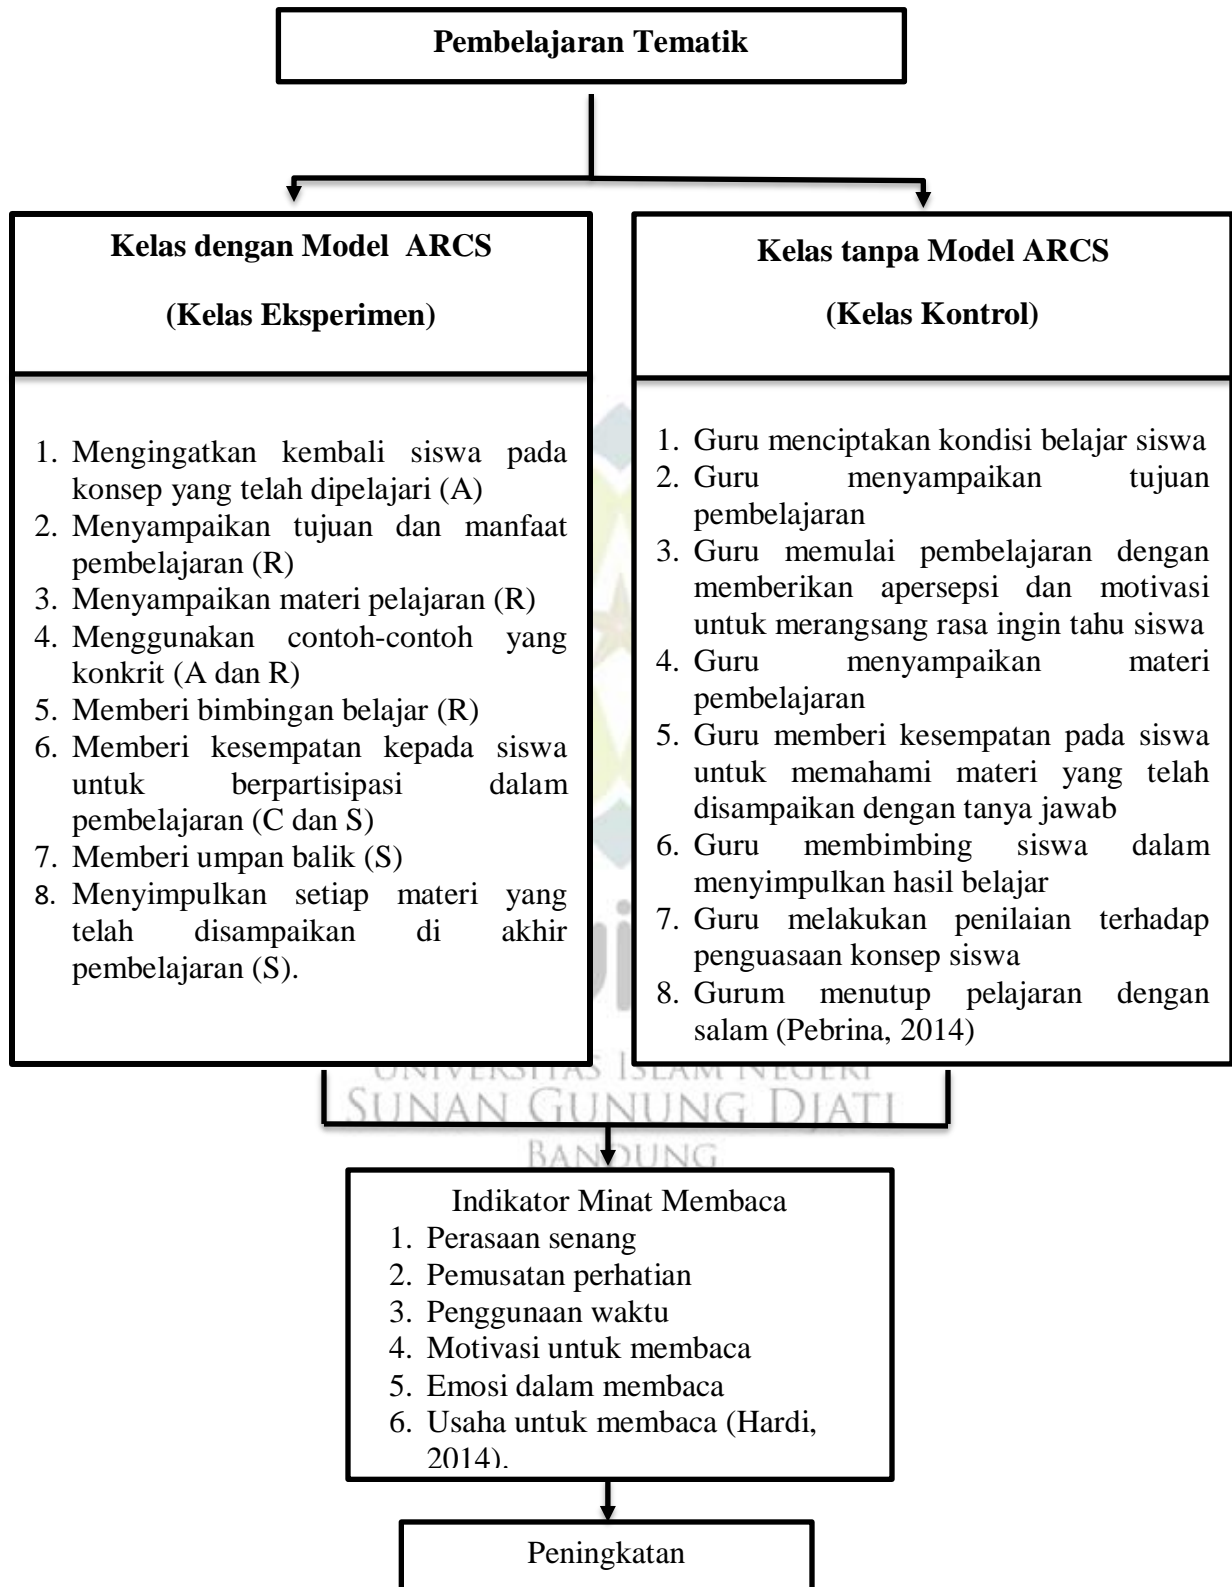 Pembelajaran Tematik
Kelas dengan Model ARCS
(Kelas Eksperimen)
1. Mengingatkan kembali siswa pada
konsep yang telah dipelajari (A)
2. Menyampaikan tujuan dan manfaat
pembelajaran (R)
3. Menyampaikan materi pelajaran (R)
4. Menggunakan contoh-contoh yang
konkrit (A dan R)
5. Memberi bimbingan belajar (R)
6. Memberi kesempatan kepada siswa
untuk berpartisipasi dalam
pembelajaran (C dan S)
7. Memberi umpan balik (S)
8. Menyimpulkan setiap materi yang
telah disampaikan di akhir
pembelajaran (S).
Kelas tanpa Model ARCS
(Kelas Kontrol)
1. Guru menciptakan kondisi belajar siswa
2. Guru menyampaikan tujuan
pembelajaran
3. Guru memulai pembelajaran dengan
memberikan apersepsi dan motivasi
untuk merangsang rasa ingin tahu siswa
4. Guru menyampaikan materi
pembelajaran
5. Guru memberi kesempatan pada siswa
untuk memahami materi yang telah
disampaikan dengan tanya jawab
6. Guru membimbing siswa dalam
menyimpulkan hasil belajar
7. Guru melakukan penilaian terhadap
penguasaan konsep siswa
8. Gurum menutup pelajaran dengan
salam (Pebrina, 2014)
UNIVERSITAS ISLAM NEGERI
SUNAN GUNUNG DJATI
BANDUNG
Indikator Minat Membaca
1. Perasaan senang
2. Pemusatan perhatian
3. Penggunaan waktu
4. Motivasi untuk membaca
5. Emosi dalam membaca
6. Usaha untuk membaca (Hardi,
2014).
Peningkatan